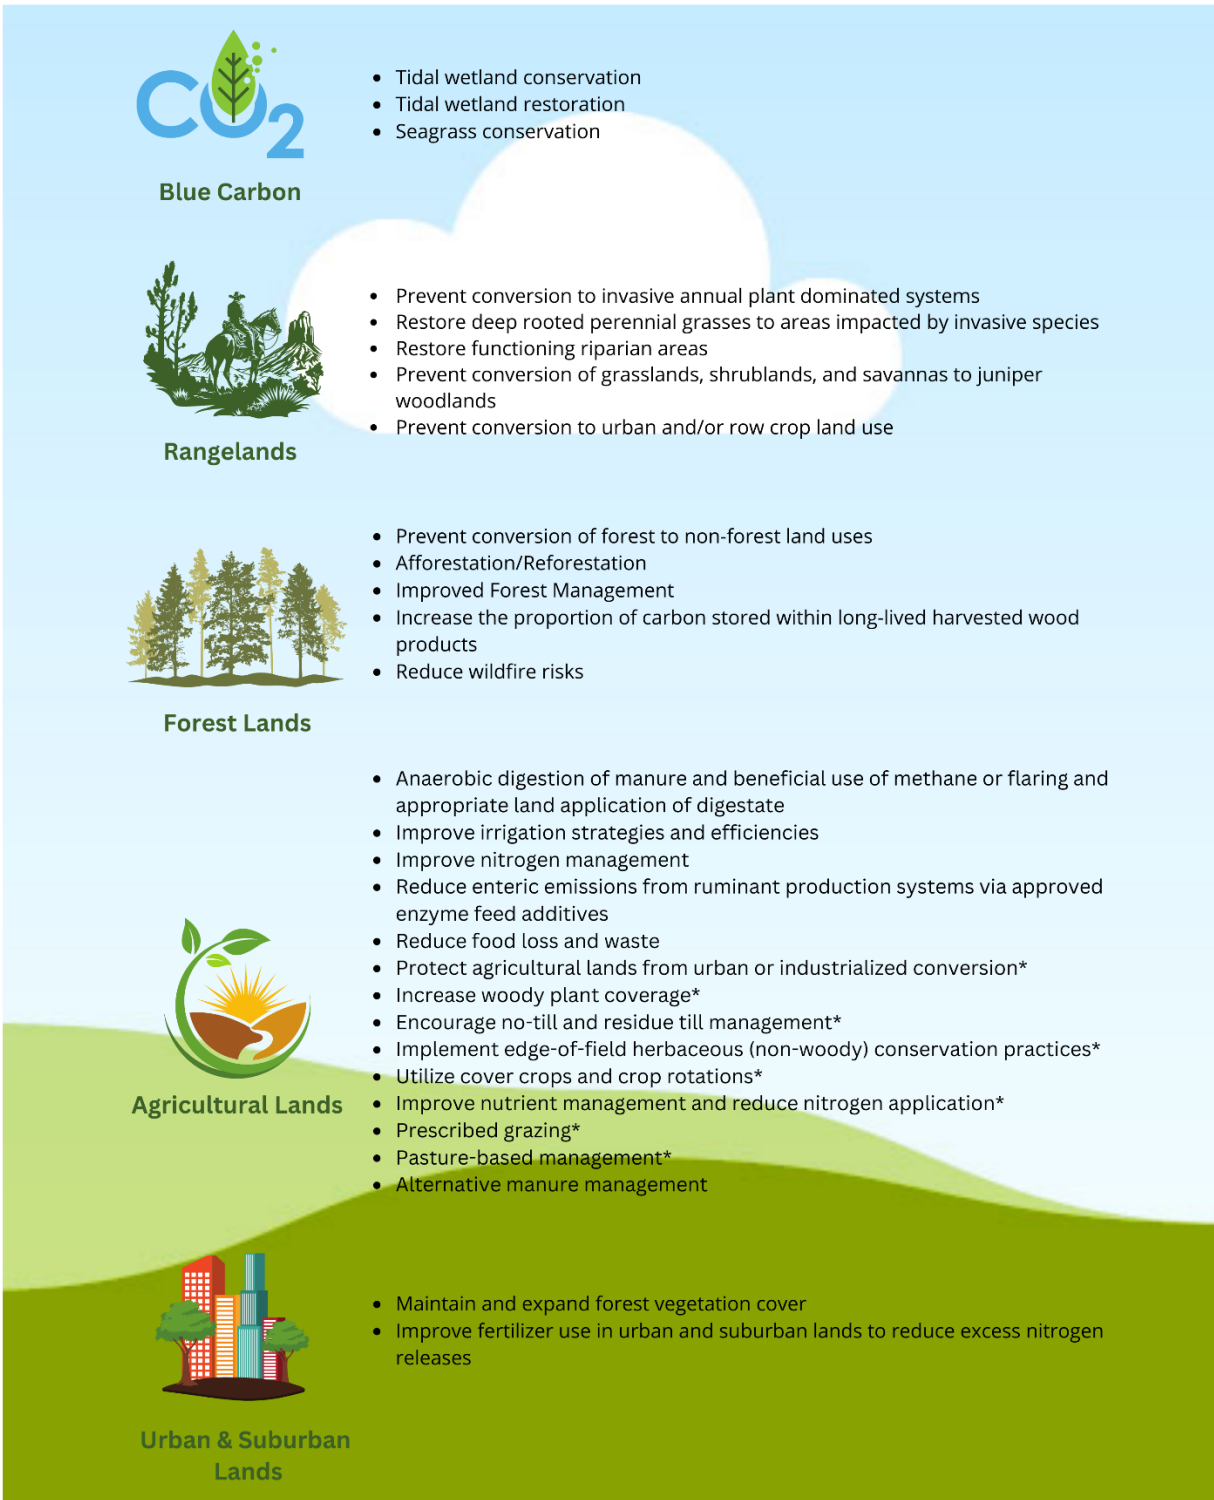 CO2
• Tidal wetland conservation
• Tidal wetland restoration
• Seagrass conservation
Blue Carbon
• Prevent conversion to invasive annual plant dominated systems
• Restore deep rooted perennial grasses to areas impacted by invasive species
• Restore functioning riparian areas
• Prevent conversion of grasslands, shrublands, and savannas to juniper
woodlands
• Prevent conversion to urban and/or row crop land use
Rangelands
• Prevent conversion of forest to non-forest land uses
• Afforestation/Reforestation
• Improved Forest Management
• Increase the proportion of carbon stored within long-lived harvested wood
products
• Reduce wildfire risks
Forest Lands
• Anaerobic digestion of manure and beneficial use of methane or flaring and
appropriate land application of digestate
• Improve irrigation strategies and efficiencies
• Improve nitrogen management
• Reduce enteric emissions from ruminant production systems via approved
enzyme feed additives
• Reduce food loss and waste
• Protect agricultural lands from urban or industrialized conversion*
• Increase woody plant coverage*
• Encourage no-till and residue till management*
• Implement edge-of-field herbaceous (non-woody) conservation practices*
• Utilize cover crops and crop rotations*
• Improve nutrient management and reduce nitrogen application*
• Prescribed grazing*
• Pasture-based management*
• Alternative manure management
Agricultural Lands
• Maintain and expand forest vegetation cover
• Improve fertilizer use in urban and suburban lands to reduce excess nitrogen
releases
Urban & Suburban
Lands